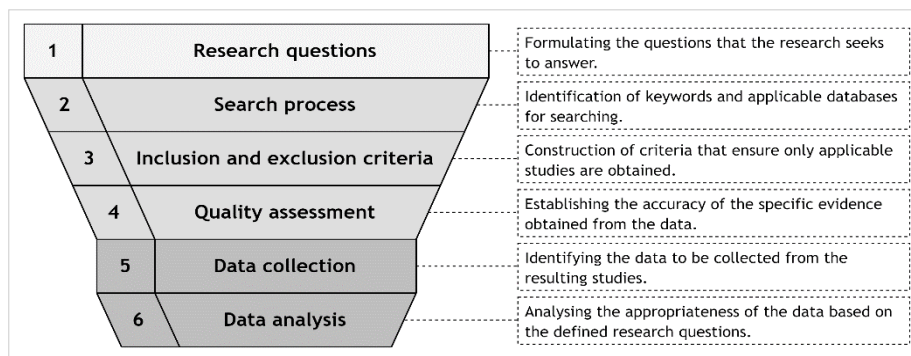 1 Research questions
Formulating the questions that the research seeks
to answer.
2 Search process
Identification of keywords and applicable databases
for searching.
3 Inclusion and exclusion criteria
Construction of criteria that ensure only applicable
studies are obtained.
4 Quality assessment
Establishing the accuracy of the specific evidence
obtained from the data.
5 Data collection
Identifying the data to be collected from the
resulting studies.
6 Data analysis
Analysing the appropriateness of the data based on
the defined research questions.